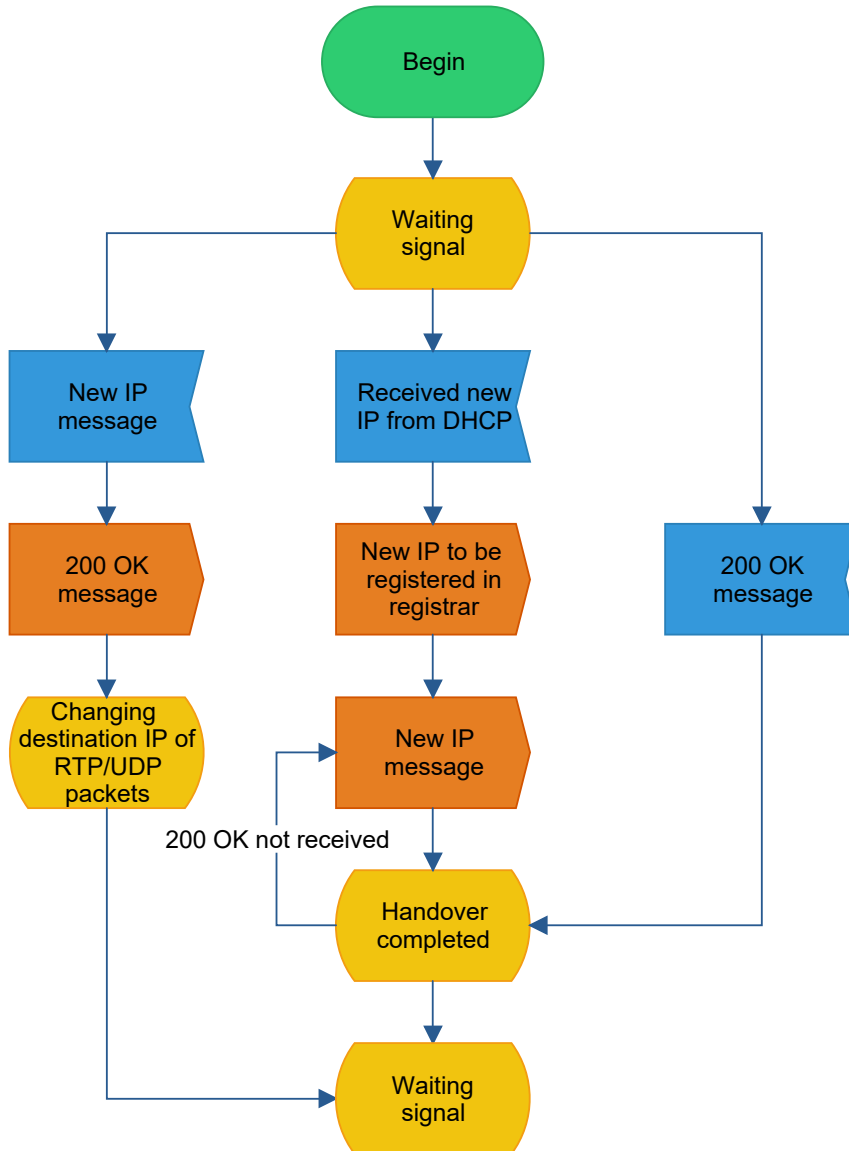 Begin
Waiting
signal
New IP
message
Received new
IP from DHCP
200 OK
message
New IP to be
registered in
registrar
200 OK
message
Changing
destination IP of
RTP/UDP
packets
New IP
message
200 OK not received
Handover
completed
Waiting
signal